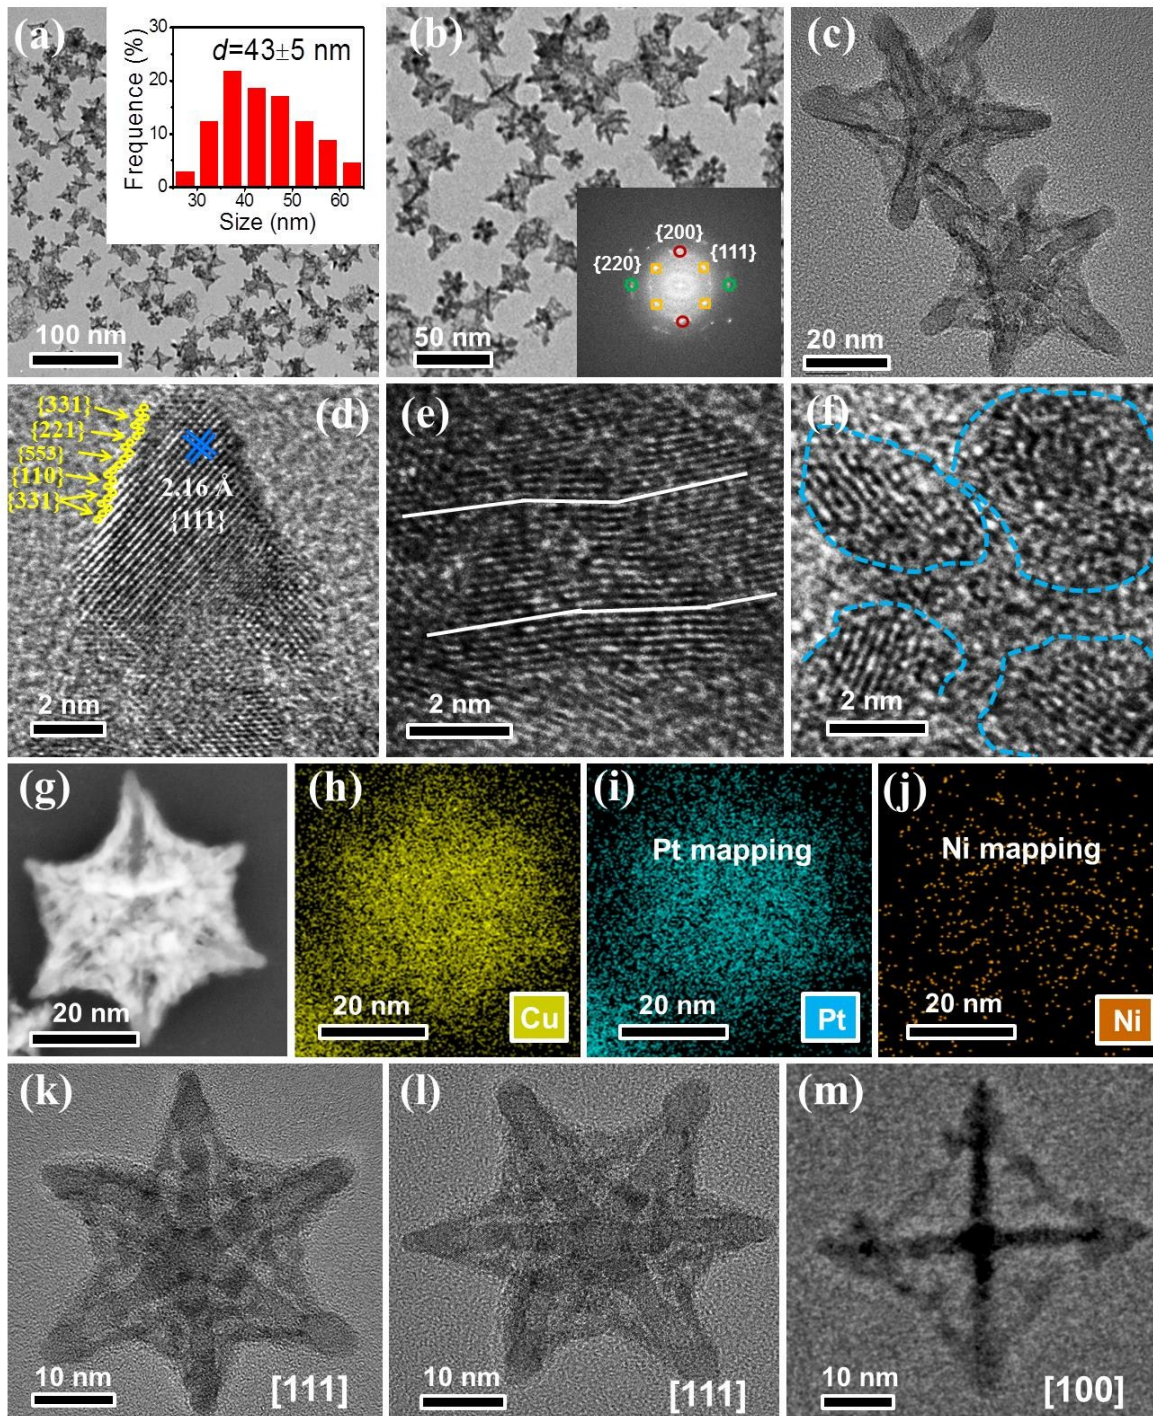 (a)
Frequence (%)
30
20
10
0
d=43±5 nm
30 40 50 60
Size (nm)
100 nm
(b)
{200}
{220}
{111}
50 nm
(c)
20 nm
(d)
{331}
{221}
{553}
{110}
{331}
2.16 Å
{111}
2 nm
(e)
2 nm
(f)
2 nm
(g)
20 nm
(h)
20 nm
Cu
(i)
Pt mapping
20 nm
Pt
(j)
Ni mapping
20 nm
Ni
(k)
10 nm
[111]
(l)
10 nm
[111]
(m)
10 nm
[100]